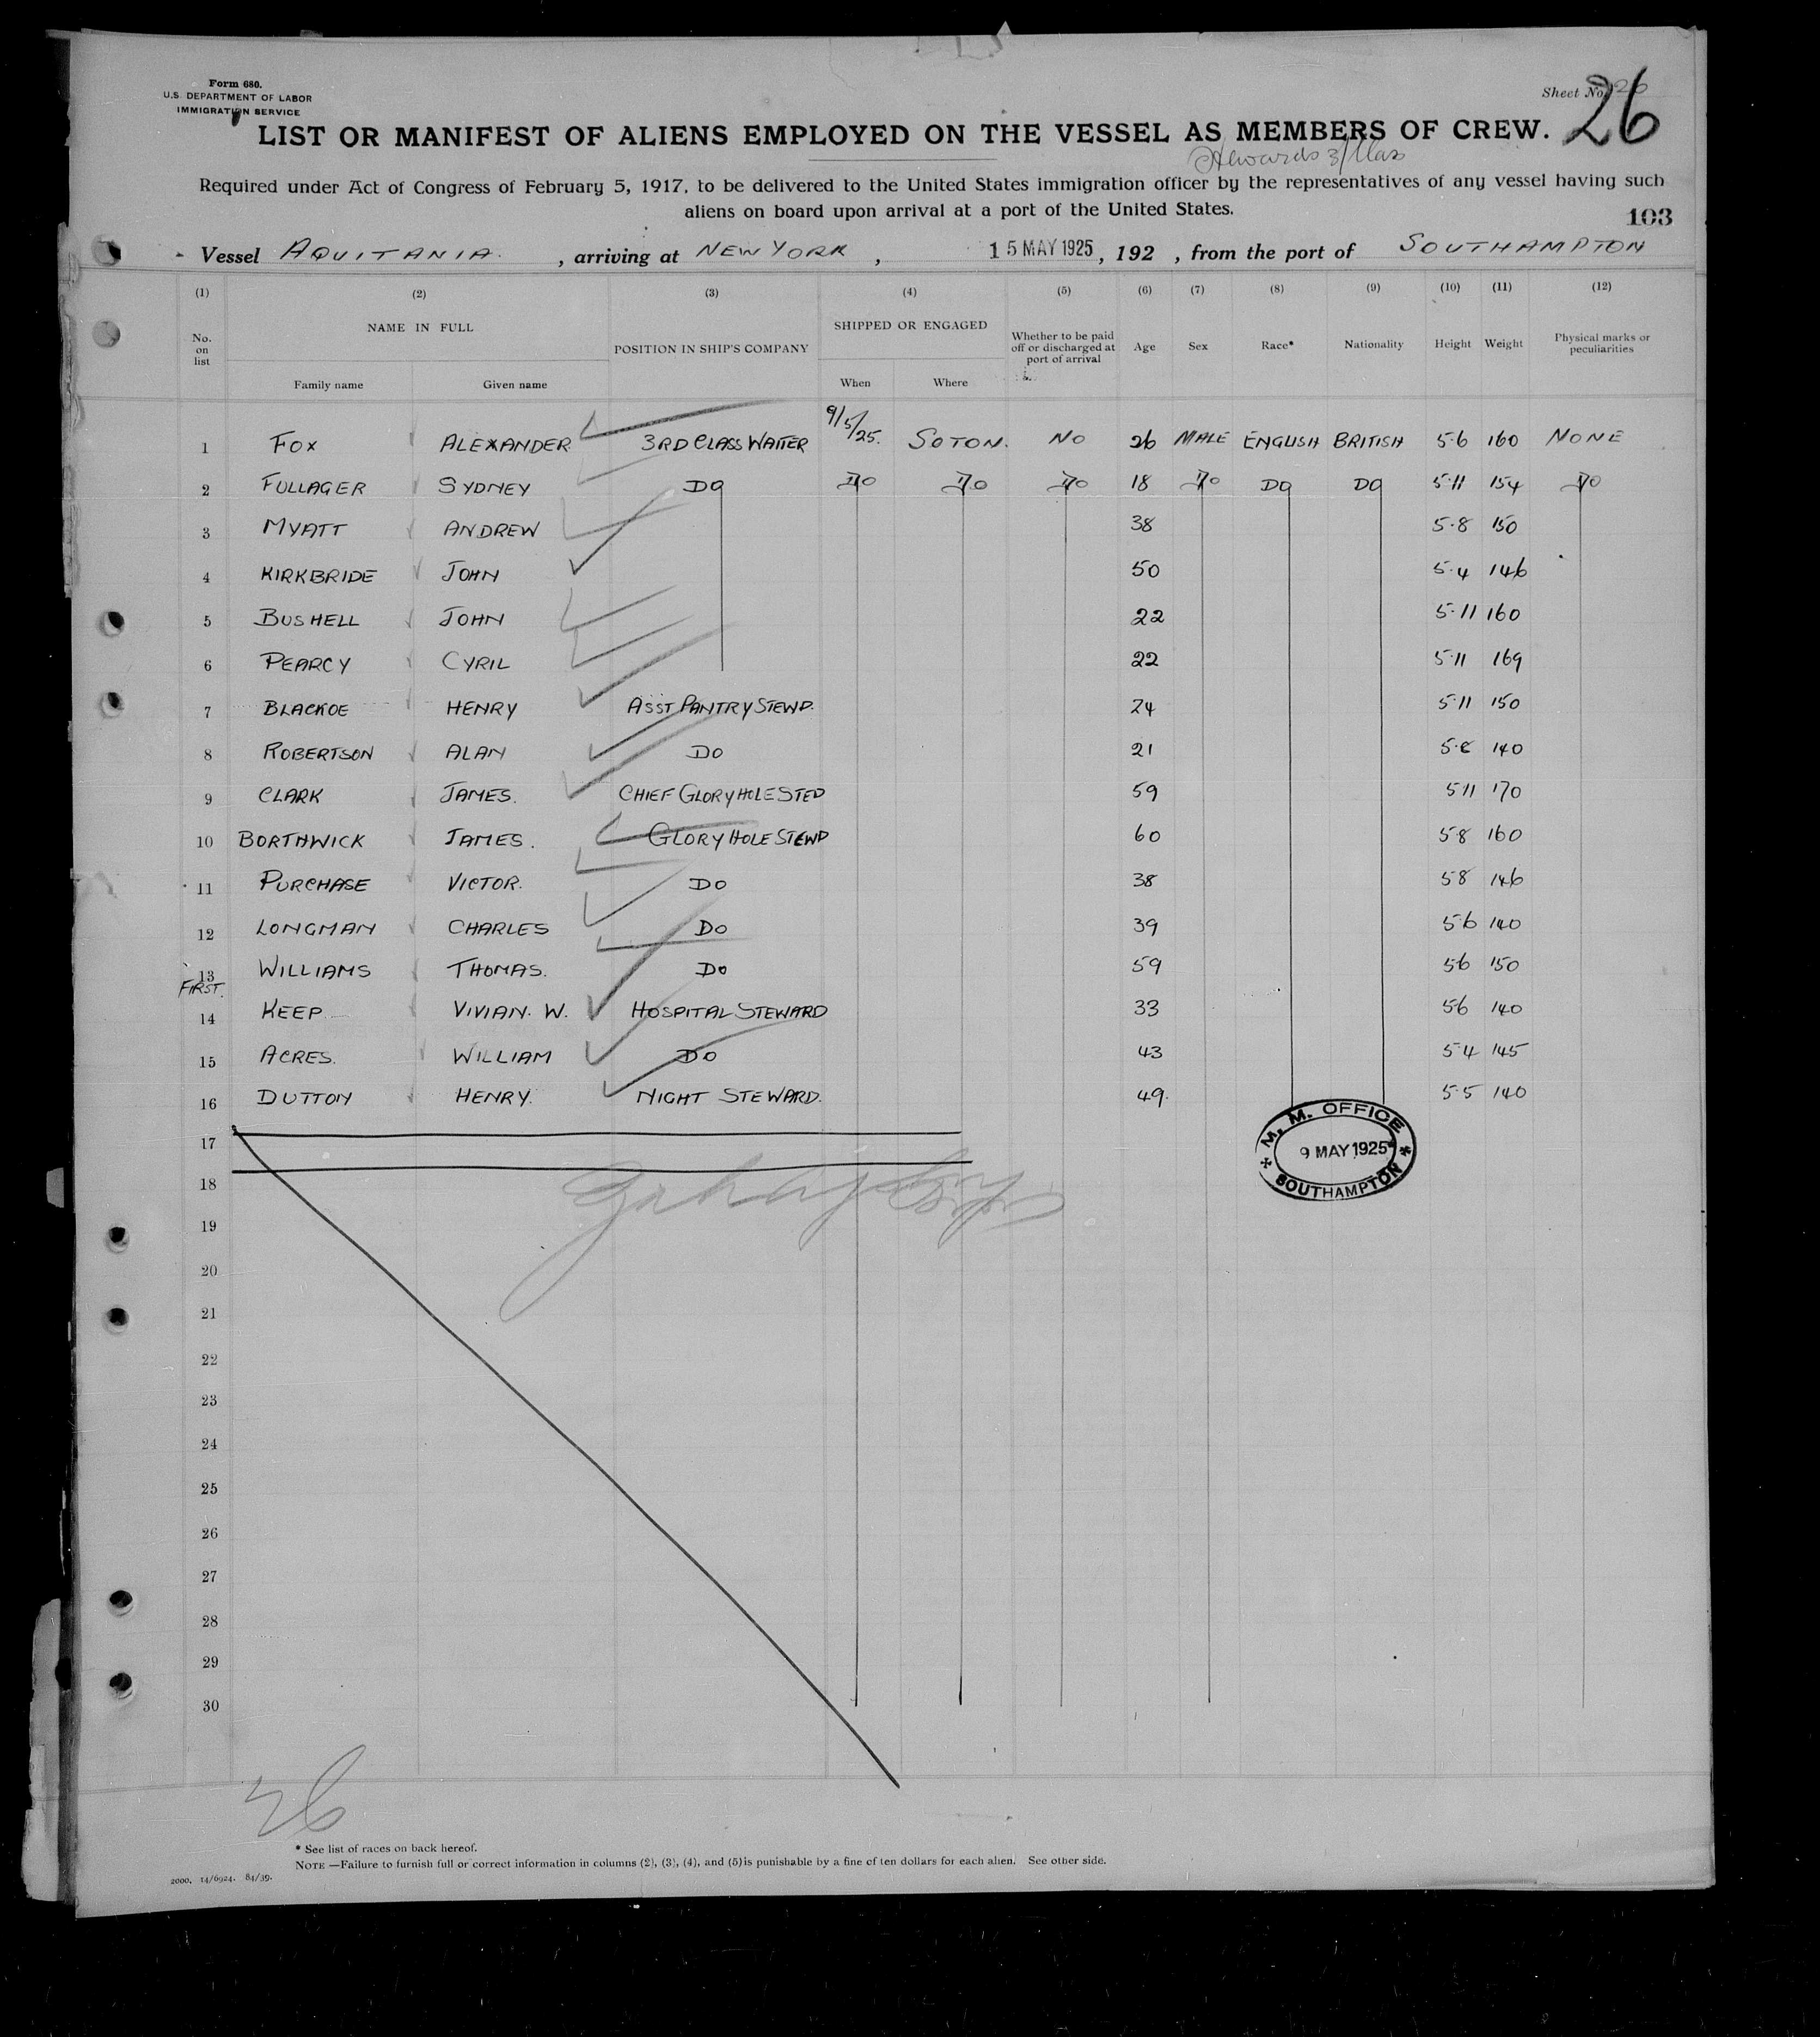 Form 680.
U.S. DEPARTMENT OF LABOR
IMMIGRATION SERVICE
Sheet No. 26
26
LIST OR MANIFEST OF ALIENS EMPLOYED ON THE VESSEL AS MEMBERS OF CREW.
Stewards 3/Class
Required under Act of Congress of February 5, 1917, to be delivered to the United States immigration officer by the representatives of any vessel having such
aliens on board upon arrival at a port of the United States.
103
Vessel AQUITANIA, arriving at NEW YORK, 15 MAY 1925, 192 , from the port of SOUTHAMPTON
(1) (2) (3) (4) (5) (6) (7) (8) (9) (10) (11) (12)
No. on list NAME IN FULL POSITION IN SHIP'S COMPANY SHIPPED OR ENGAGED Whether to be paid off or discharged at port of arrival Age Sex Race* Nationality Height Weight Physical marks or peculiarities
Family name Given name When Where
1 FOX ALEXANDER 3RD CLASS WAITER 9/5/25. SOTON. NO 26 MALE ENGLISH BRITISH 5·6 160 NONE
2 FULLAGER SYDNEY DO DO DO DO 18 DO DO DO 5·11 154 DO
3 MYATT ANDREW 38 5·8 150
4 KIRKBRIDE JOHN 50 5·4 146
5 BUSHELL JOHN 22 5·11 160
6 PEARCY CYRIL 22 5·11 169
7 BLACKOE HENRY ASST PANTRY STEWD. 24 5·11 150
8 ROBERTSON ALAN DO 21 140
9 CLARK JAMES. CHIEF GLORY HOLE STED 59 5·11 170
10 BORTHWICK JAMES. GLORY HOLE STEWD 60 5·8 160
11 PURCHASE VICTOR. DO 38 5·8 146
12 LONGMAN CHARLES DO 39 5·6 140
13 WILLIAMS THOMAS. DO 59 5·6 150
FIRST.
14 KEEP VIVIAN. W. HOSPITAL STEWARD 33 5·6 140
15 ACRES. WILLIAM DO 43 5·4 145
16 DUTTON HENRY. NIGHT STEWARD. 49. 5·5 140
17
18
19
20
21
22
23
24
25
26
27
28
29
30
M. M. OFFICE
9 MAY 1925
SOUTHAMPTON
26
* See list of races on back hereof.
NOTE —Failure to furnish full or correct information in columns (2), (3), (4), and (5) is punishable by a fine of ten dollars for each alien. See other side.
2000. 14/6924. 84/39.